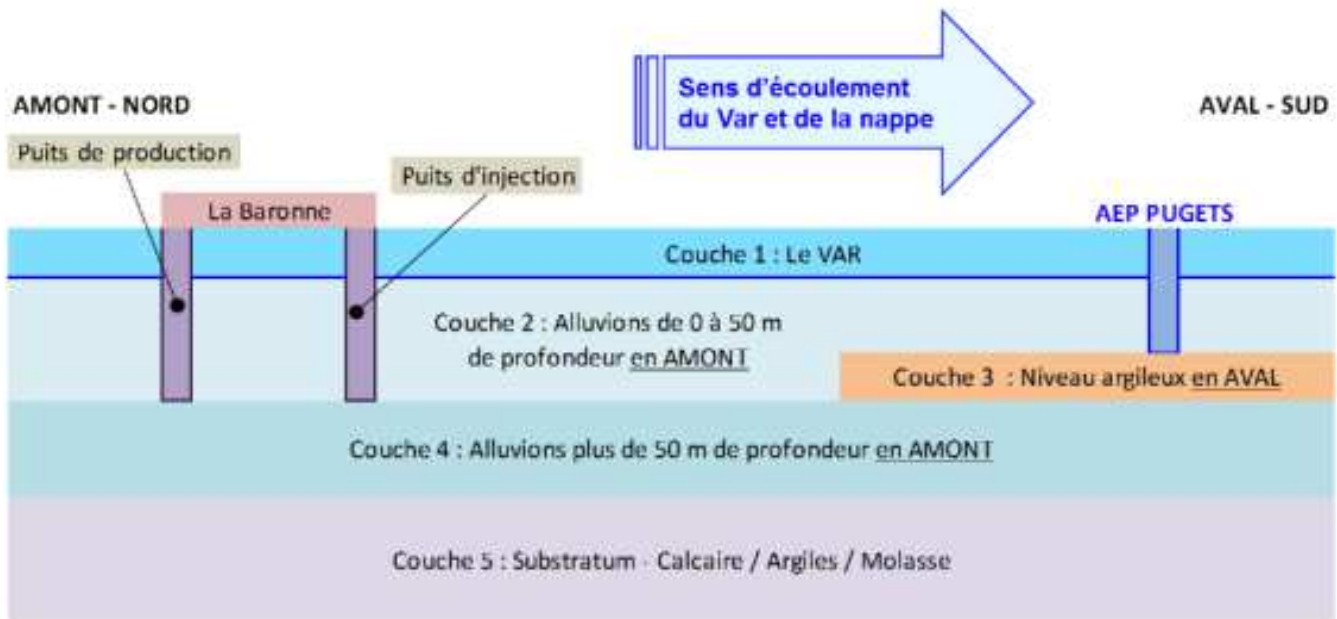 Sens d'écoulement
du Var et de la nappe
AMONT - NORD
AVAL - SUD
Puits de production
Puits d'injection
La Baronne
AEP PUGETS
Couche 1 : Le VAR
Couche 2 : Alluvions de 0 à 50 m
de profondeur en AMONT
Couche 3 : Niveau argileux en AVAL
Couche 4 : Alluvions plus de 50 m de profondeur en AMONT
Couche 5 : Substratum - Calcaire / Argiles / Molasse